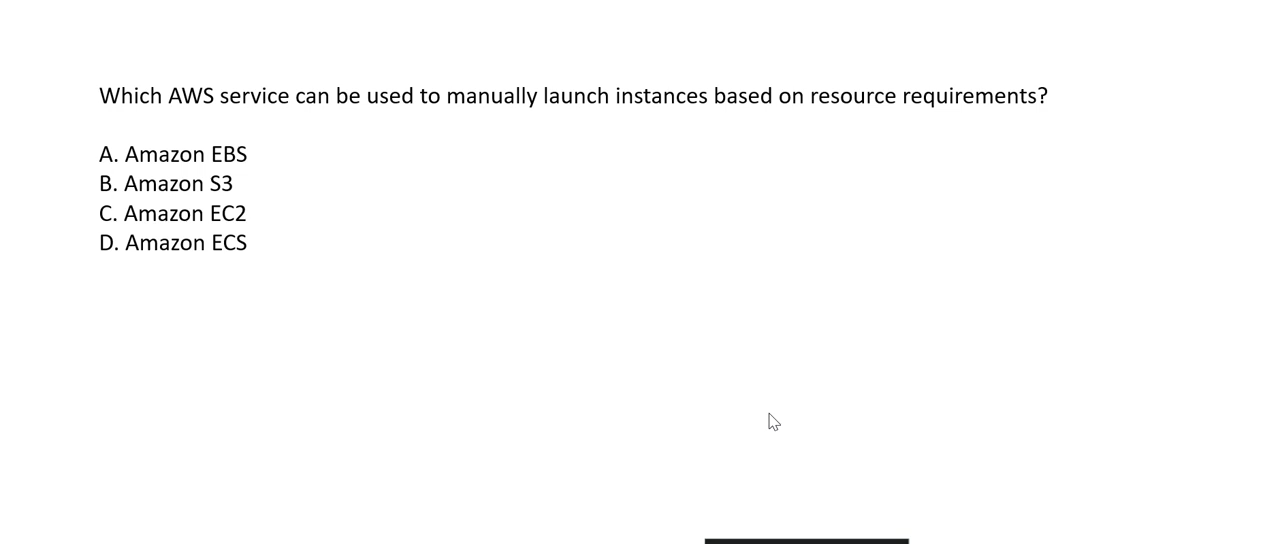 Which AWS service can be used to manually launch instances based on resource requirements?
A. Amazon EBS
B. Amazon S3
C. Amazon EC2
D. Amazon ECS